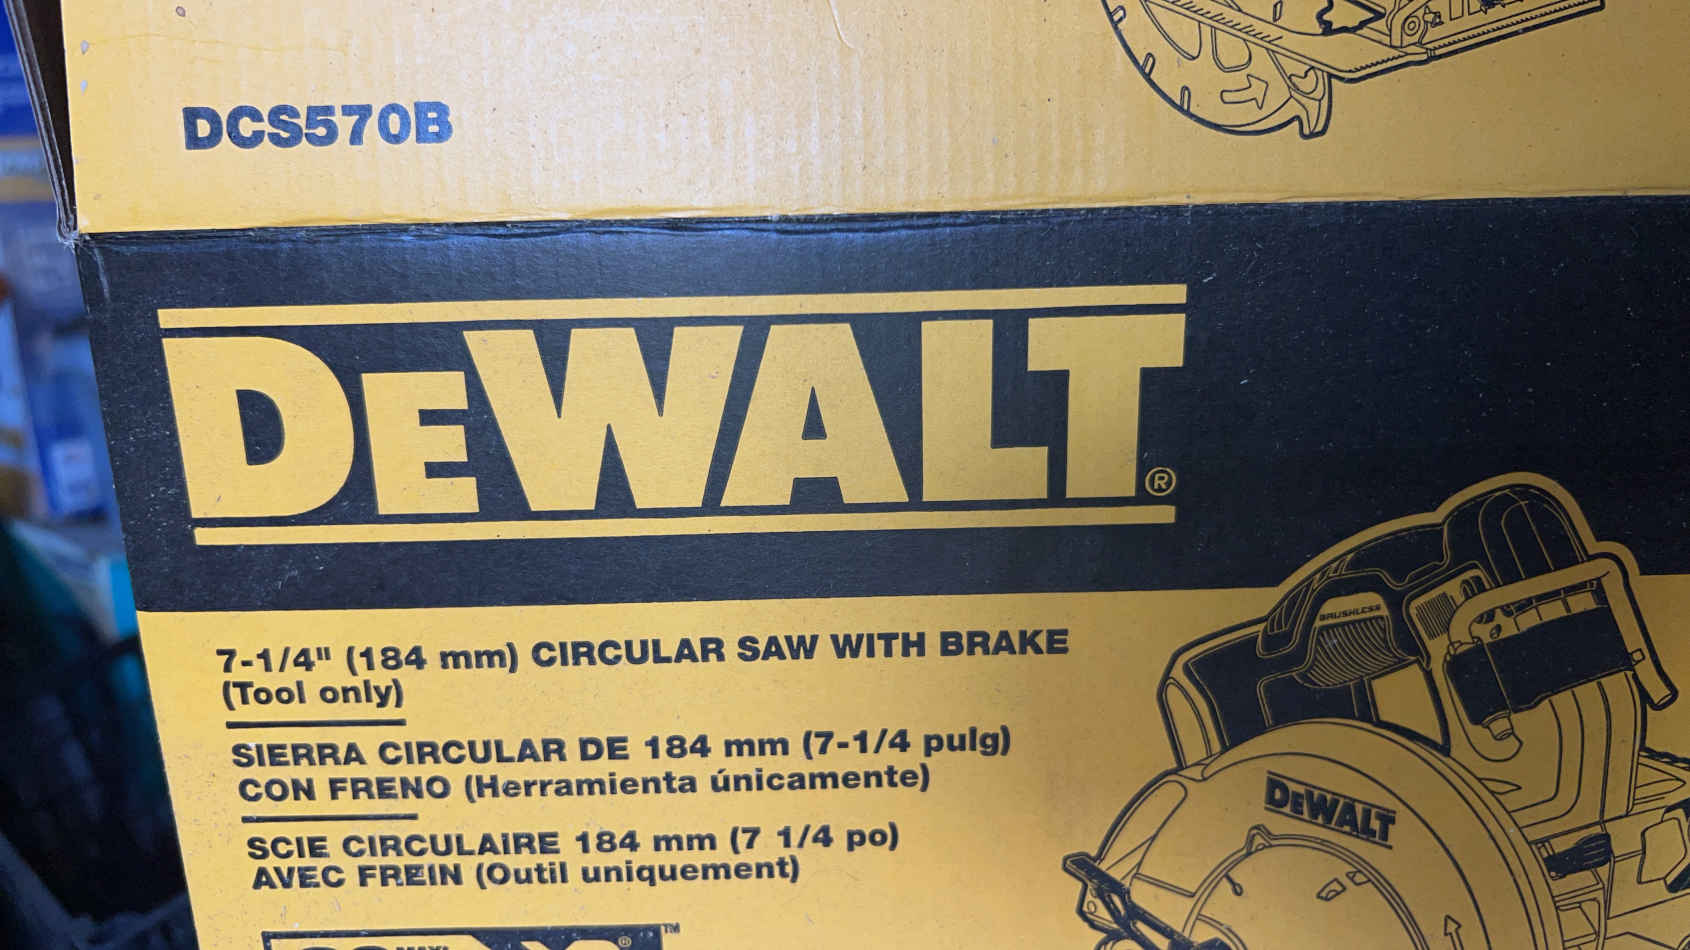 DCS570B
DEWALT®
7-1/4" (184 mm) CIRCULAR SAW WITH BRAKE
(Tool only)
SIERRA CIRCULAR DE 184 mm (7-1/4 pulg)
CON FRENO (Herramienta únicamente)
SCIE CIRCULAIRE 184 mm (7 1/4 po)
AVEC FREIN (Outil uniquement)
BRUSHLESS
DEWALT